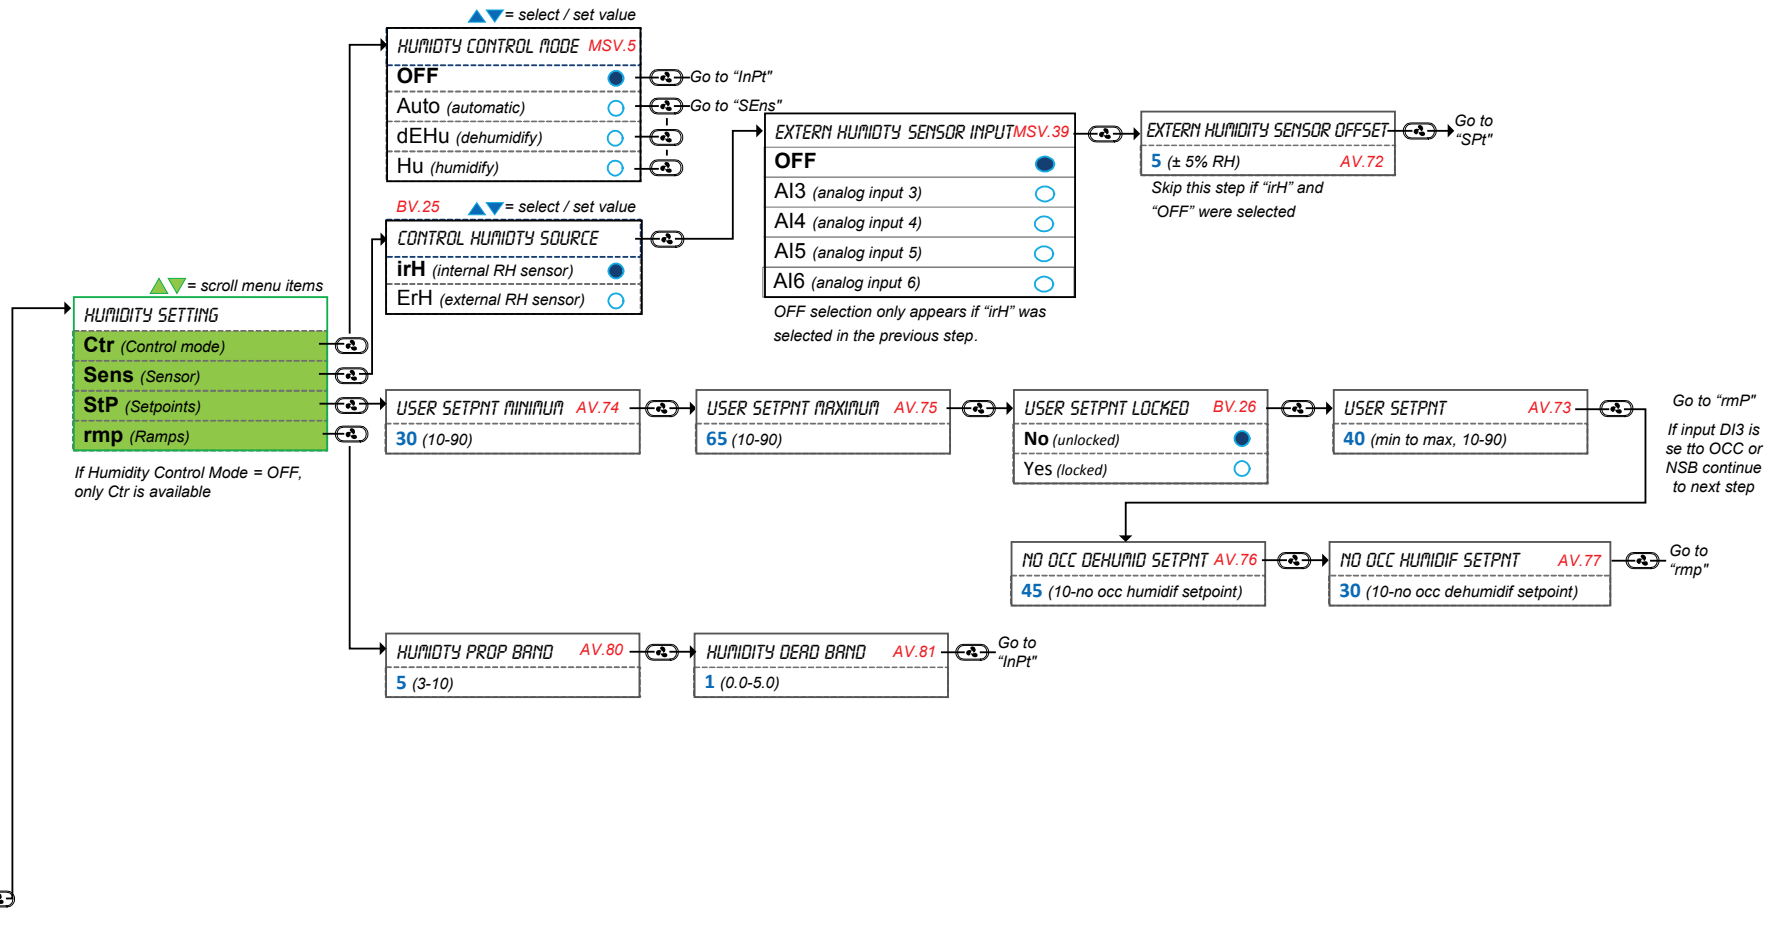 = select / set value
HUMIDTY CONTROL MODE MSV.5
OFF
Go to “InPt"
Auto (automatic)
Go to “SEns"
dEHu (dehumidify)
Hu (humidify)
BV.25 = select / set value
CONTROL HUMIDTY SOURCE
irH (internal RH sensor)
ErH (external RH sensor)
EXTERN HUMIDTY SENSOR INPUT MSV.39
OFF
AI3 (analog input 3)
AI4 (analog input 4)
AI5 (analog input 5)
AI6 (analog input 6)
OFF selection only appears if “irH” was
selected in the previous step.
EXTERN HUMIDITY SENSOR OFFSET
5 (± 5% RH) AV.72
Skip this step if “irH” and
“OFF” were selected
Go to
“SPt"
= scroll menu items
HUMIDITY SETTING
Ctr (Control mode)
Sens (Sensor)
StP (Setpoints)
rmp (Ramps)
If Humidity Control Mode = OFF,
only Ctr is available
USER SETPNT MINIMUM AV.74
30 (10-90)
USER SETPNT MAXIMUM AV.75
65 (10-90)
USER SETPNT LOCKED BV.26
No (unlocked)
Yes (locked)
USER SETPNT AV.73
40 (min to max, 10-90)
Go to “rmP"
If input DI3 is
se tto OCC or
NSB continue
to next step
NO OCC DEHUMID SETPNT AV.76
45 (10-no occ humidif setpoint)
NO OCC HUMIDIF SETPNT AV.77
30 (10-no occ dehumidif setpoint)
Go to
“rmp"
HUMIDTY PROP BAND AV.80
5 (3-10)
HUMIDITY DEAD BAND AV.81
1 (0.0-5.0)
Go to
“InPt"